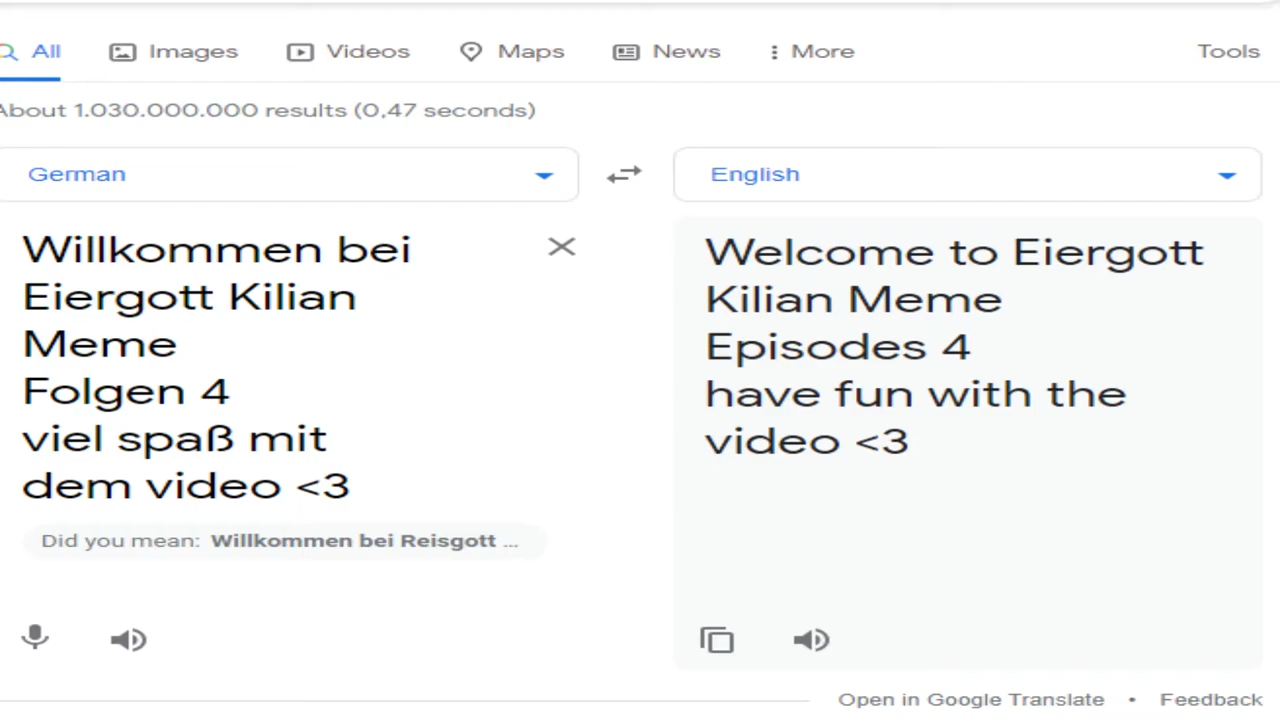 All Images Videos Maps News More Tools
About 1.030.000.000 results (0,47 seconds)
German English
Willkommen bei
Eiergott Kilian
Meme
Folgen 4
viel spaß mit
dem video <3
Did you mean: Willkommen bei Reisgott ...
Welcome to Eiergott
Kilian Meme
Episodes 4
have fun with the
video <3
Open in Google Translate • Feedback